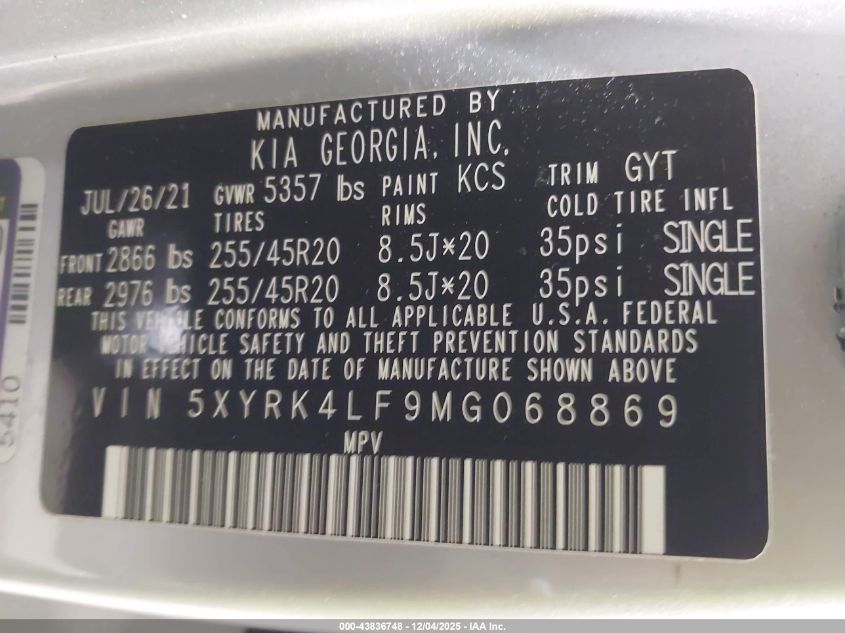 MANUFACTURED BY
KIA GEORGIA, INC.
JUL/26/21 GVWR 5357 lbs PAINT KCS TRIM GYT
GAWR TIRES RIMS COLD TIRE INFL
FRONT 2866 lbs 255/45R20 8.5J*20 35psi SINGLE
REAR 2976 lbs 255/45R20 8.5J*20 35psi SINGLE
THIS VEHICLE CONFORMS TO ALL APPLICABLE U.S.A. FEDERAL
MOTOR VEHICLE SAFETY AND THEFT PREVENTION STANDARDS
IN EFFECT ON THE DATE OF MANUFACTURE SHOWN ABOVE
VIN 5XYRK4LF9MG068869
MPV
5410
000-43836748 - 12/04/2025 - IAA Inc.